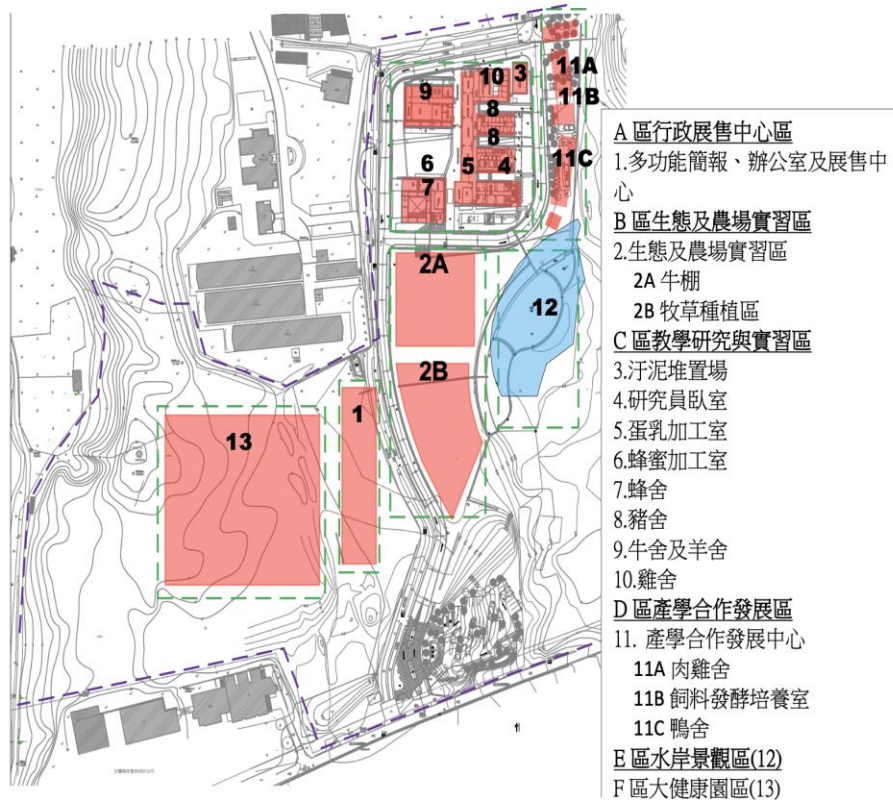 10
3
11A
9
8
11B
8
6
5
4
11C
7
2A
12
2B
1
13
A 區行政展售中心區
1.多功能簡報、辦公室及展售中
心
B 區生態及農場實習區
2.生態及農場實習區
2A 牛棚
2B 牧草種植區
C 區教學研究與實習區
3.汙泥堆置場
4.研究員臥室
5.蛋乳加工室
6.蜂蜜加工室
7.蜂舍
8.豬舍
9.牛舍及羊舍
10.雞舍
D 區產學合作發展區
11. 產學合作發展中心
11A 肉雞舍
11B 飼料發酵培養室
11C 鴨舍
E 區水岸景觀區(12)
F 區大健康園區(13)